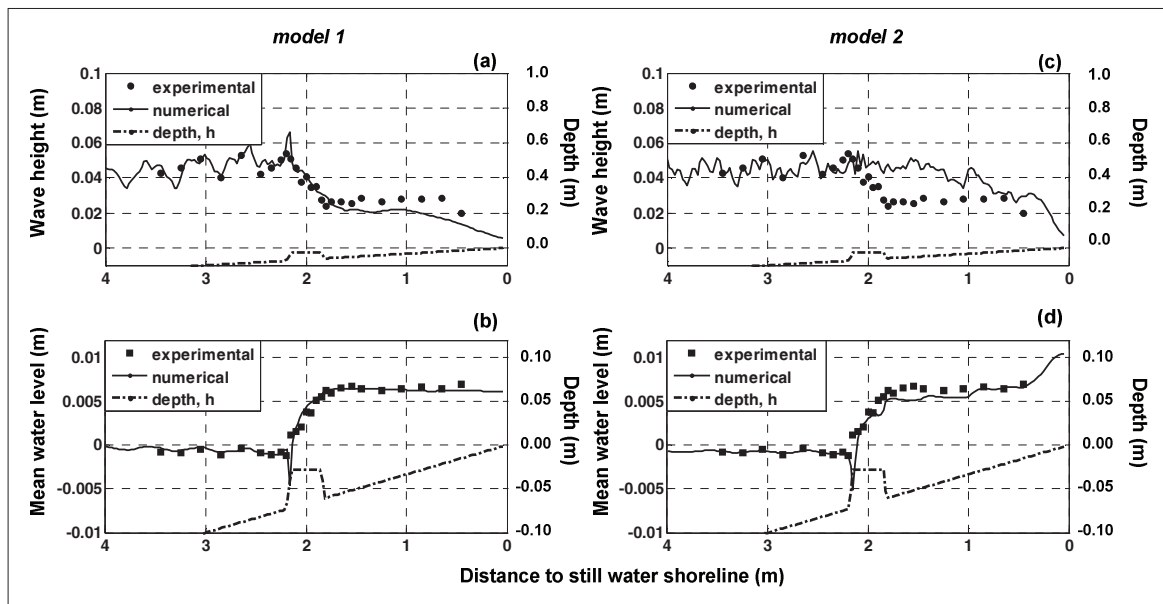 model 1
model 2
(a)
0.1
0.08
0.06
0.04
0.02
0
Wave height (m)
experimental
numerical
depth, h
1.0
0.8
0.6
0.4
0.2
0.0
Depth (m)
4 3 2 1 0
(c)
0.1
0.08
0.06
0.04
0.02
0
Wave height (m)
experimental
numerical
depth, h
1.0
0.8
0.6
0.4
0.2
0.0
Depth (m)
4 3 2 1 0
(b)
0.01
0.005
0
-0.005
-0.01
Mean water level (m)
experimental
numerical
depth, h
0.10
0.05
0.00
-0.05
-0.10
Depth (m)
4 3 2 1 0
(d)
0.01
0.005
0
-0.005
-0.01
Mean water level (m)
experimental
numerical
depth, h
0.10
0.05
0.00
-0.05
-0.10
Depth (m)
4 3 2 1 0
Distance to still water shoreline (m)